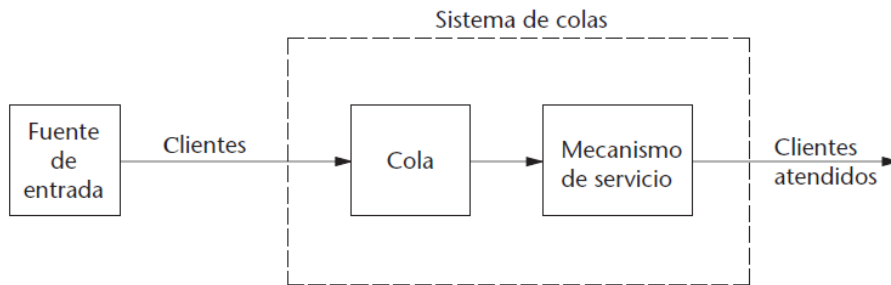 Sistema de colas
Fuente
de
entrada
Clientes
Cola
Mecanismo
de servicio
Clientes
atendidos